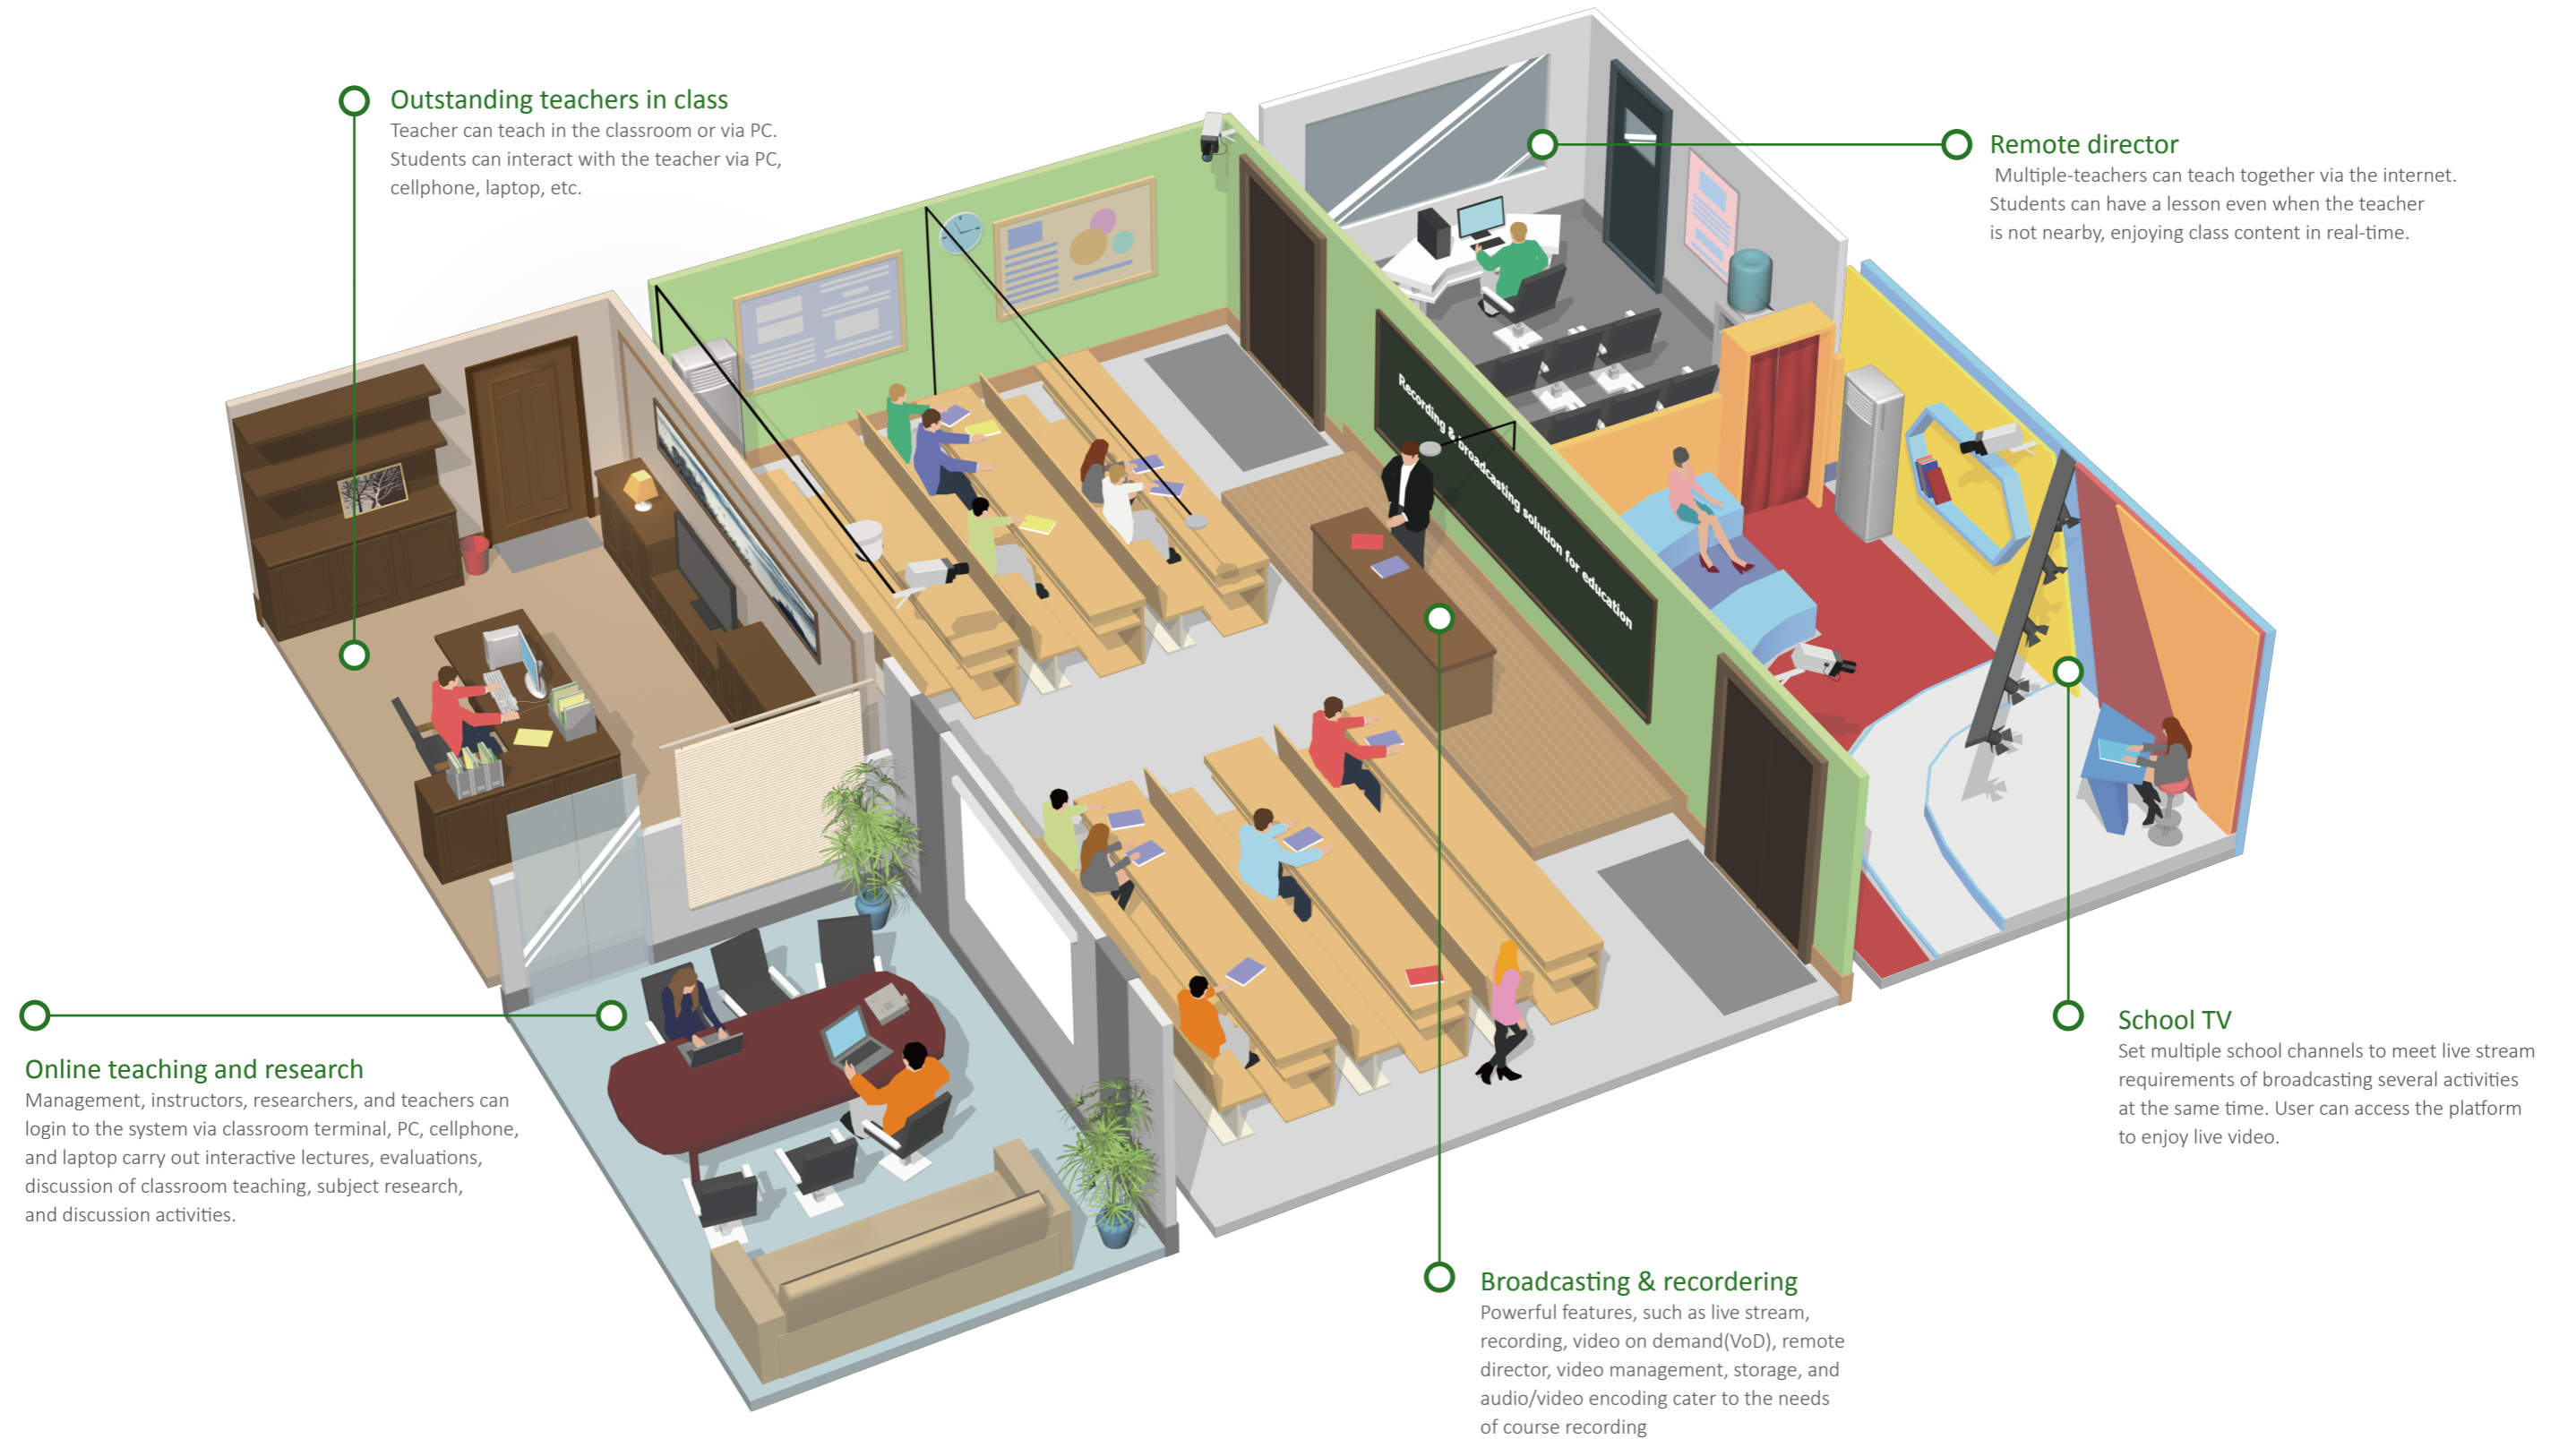 Outstanding teachers in class
Teacher can teach in the classroom or via PC.
Students can interact with the teacher via PC,
cellphone, laptop, etc.
Remote director
Multiple-teachers can teach together via the internet.
Students can have a lesson even when the teacher
is not nearby, enjoying class content in real-time.
Recording & broadcasting solution for education
Online teaching and research
Management, instructors, researchers, and teachers can
login to the system via classroom terminal, PC, cellphone,
and laptop carry out interactive lectures, evaluations,
discussion of classroom teaching, subject research,
and discussion activities.
School TV
Set multiple school channels to meet live stream
requirements of broadcasting several activities
at the same time. User can access the platform
to enjoy live video.
Broadcasting & recordering
Powerful features, such as live stream,
recording, video on demand(VoD), remote
director, video management, storage, and
audio/video encoding cater to the needs
of course recording